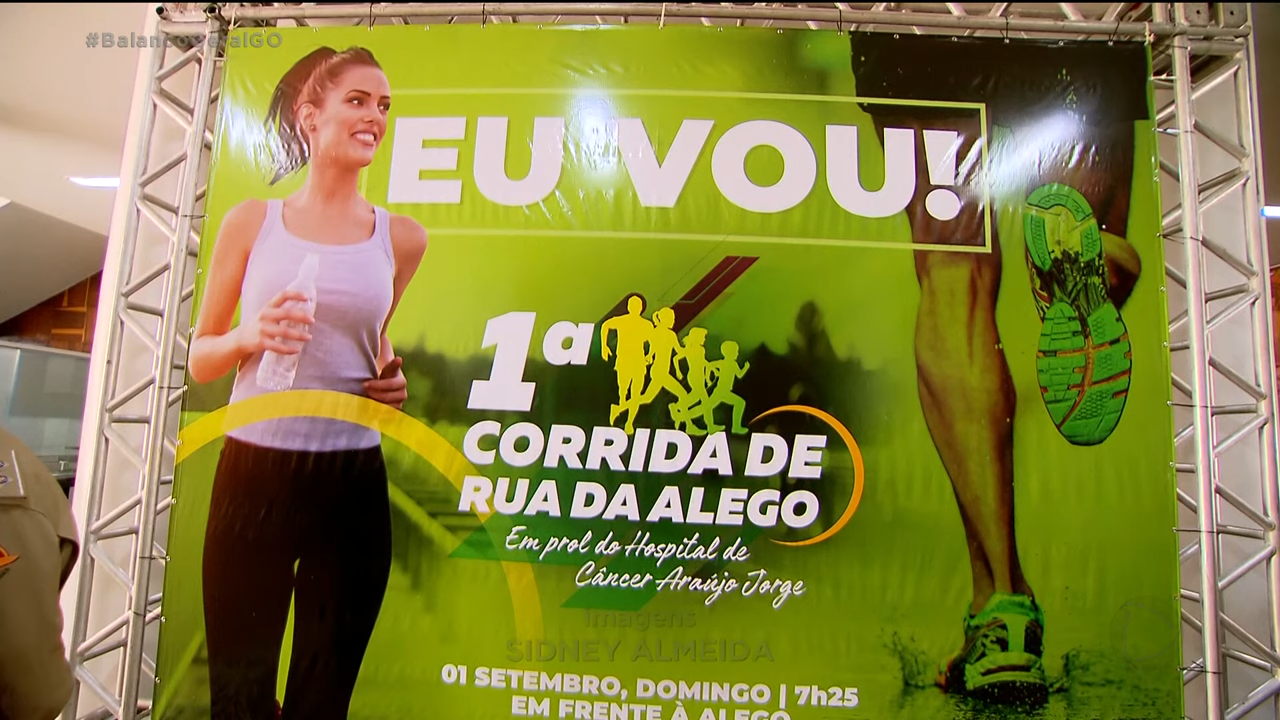 #BalançoGeralGO
EU VOU!
1ª
CORRIDA DE
RUA DA ALEGO
Em prol do Hospital de
Câncer Araújo Jorge
Imagens
SIDNEY ALMEIDA
01 SETEMBRO, DOMINGO | 7h25
EM FRENTE À ALEGO